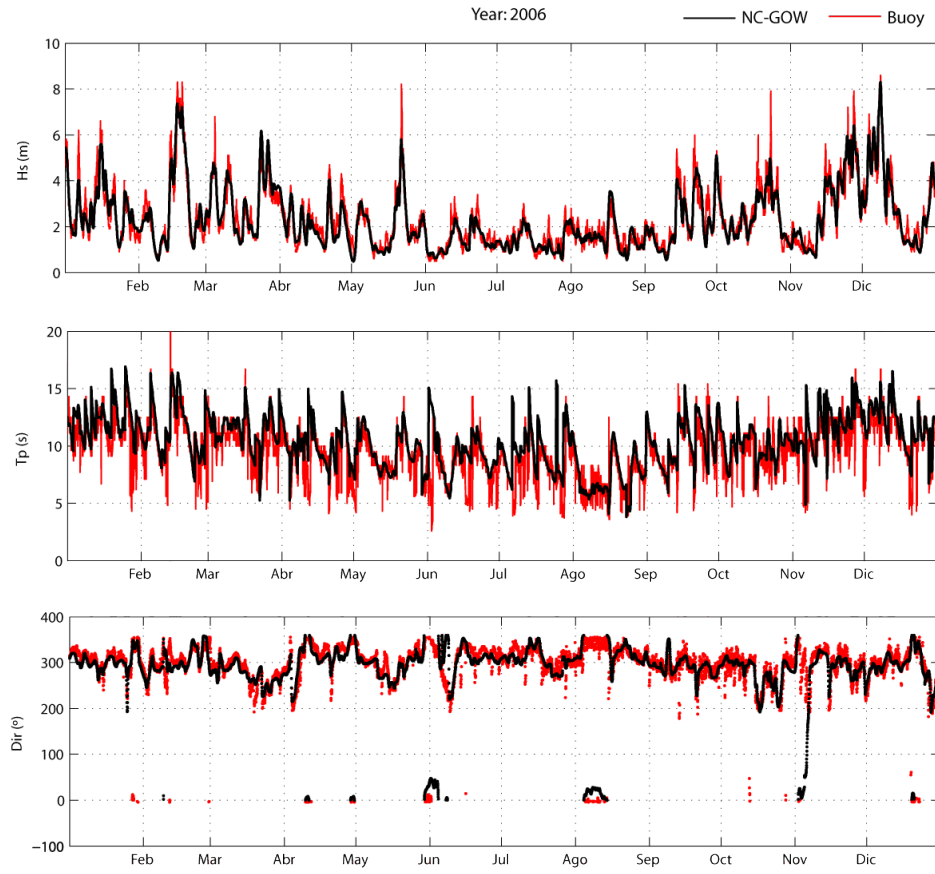 Year: 2006
NC-GOW
Buoy
10
8
6
4
2
0
Hs (m)
Feb Mar Abr May Jun Jul Ago Sep Oct Nov Dic
20
15
10
5
0
Tp (s)
Feb Mar Abr May Jun Jul Ago Sep Oct Nov Dic
400
300
200
100
0
−100
Dir (º)
Feb Mar Abr May Jun Jul Ago Sep Oct Nov Dic